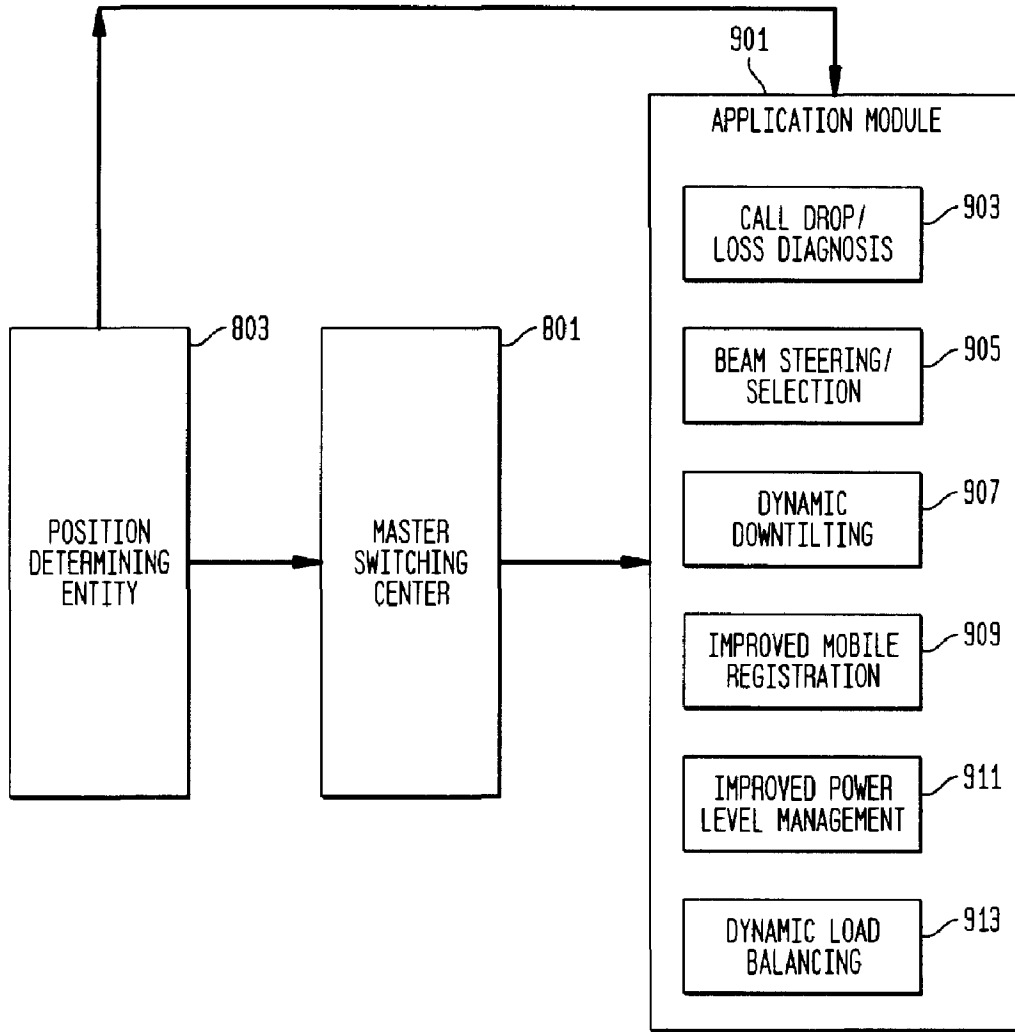 901
APPLICATION MODULE
CALL DROP/
LOSS DIAGNOSIS
903
803
801
BEAM STEERING/
SELECTION
905
POSITION
DETERMINING
ENTITY
MASTER
SWITCHING
CENTER
DYNAMIC
DOWNTILTING
907
IMPROVED MOBILE
REGISTRATION
909
IMPROVED POWER
LEVEL MANAGEMENT
911
DYNAMIC LOAD
BALANCING
913